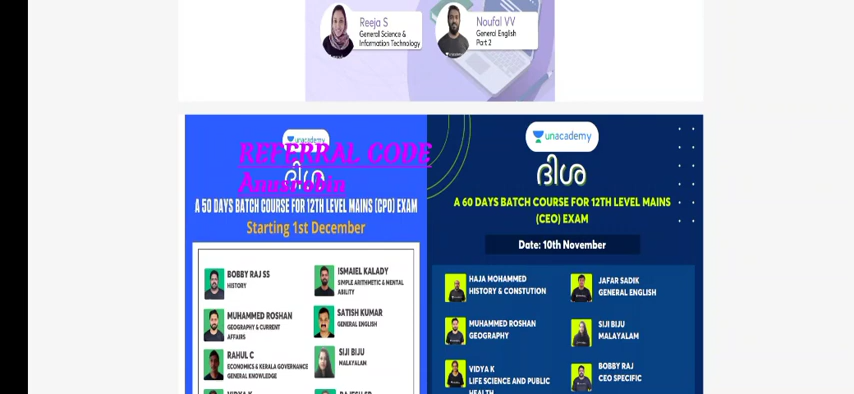 Reeja S
General Science &
Information Technology
Noufal VV
General English
Part 2
unacademy
REFERRAL CODE
ദിശ
Anusrobin
A 50 DAYS BATCH COURSE FOR 12TH LEVEL MAINS (CPO) EXAM
Starting 1st December
BOBBY RAJ SS
HISTORY
ISMAIEL KALADY
SIMPLE ARITHMETIC & MENTAL
ABILITY
MUHAMMED ROSHAN
GEOGRAPHY & CURRENT
AFFAIRS
SATISH KUMAR
GENERAL ENGLISH
RAHUL C
ECONOMICS & KERALA GOVERNANCE
GENERAL KNOWLEDGE
SIJI BIJU
MALAYALAM
unacademy
ദിശ
A 60 DAYS BATCH COURSE FOR 12TH LEVEL MAINS
(CEO) EXAM
Date: 10th November
HAJA MOHAMMED
HISTORY & CONSTUTION
JAFAR SADIK
GENERAL ENGLISH
MUHAMMED ROSHAN
GEOGRAPHY
SIJI BIJU
MALAYALAM
VIDYA K
LIFE SCIENCE AND PUBLIC
HEALTH
BOBBY RAJ
CEO SPECIFIC